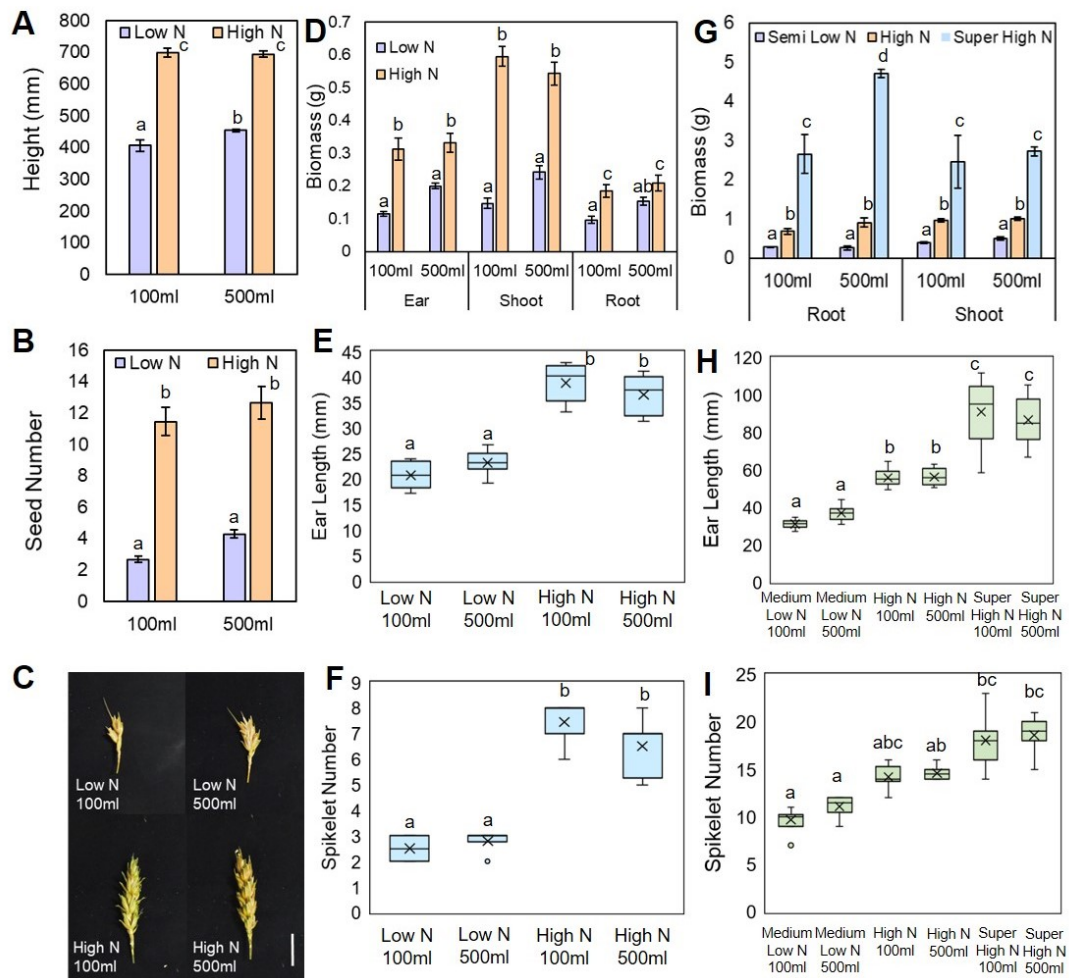 A
Low N High N
Height (mm)
800
700
600
500
400
300
200
100
0
a
c
b
c
100ml 500ml
B
Low N High N
Seed Number
16
14
12
10
8
6
4
2
0
a
b
a
b
100ml 500ml
C
Low N
100ml
Low N
500ml
High N
100ml
High N
500ml
D
Low N
High N
Biomass (g)
0.7
0.6
0.5
0.4
0.3
0.2
0.1
0
a
b
a
b
a
b
a
b
a
c
ab
c
100ml 500ml 100ml 500ml 100ml 500ml
Ear Shoot Root
E
Ear Length (mm)
45
40
35
30
25
20
15
10
5
0
a
a
b
b
Low N
100ml
Low N
500ml
High N
100ml
High N
500ml
F
Spikelet Number
9
8
7
6
5
4
3
2
1
0
a
a
b
b
Low N
100ml
Low N
500ml
High N
100ml
High N
500ml
G
Semi Low N High N Super High N
Biomass (g)
6
5
4
3
2
1
0
a
b
c
a
b
d
a
b
c
a
b
c
100ml 500ml 100ml 500ml
Root Shoot
H
Ear Length (mm)
120
100
80
60
40
20
0
a
a
b
b
c
c
Medium
Low N
100ml
Medium
Low N
500ml
High N
100ml
High N
500ml
Super
High N
100ml
Super
High N
500ml
I
Spikelet Number
25
20
15
10
5
0
a
a
abc
ab
bc
bc
Medium
Low N
100ml
Medium
Low N
500ml
High N
100ml
High N
500ml
Super
High N
100ml
Super
High N
500ml